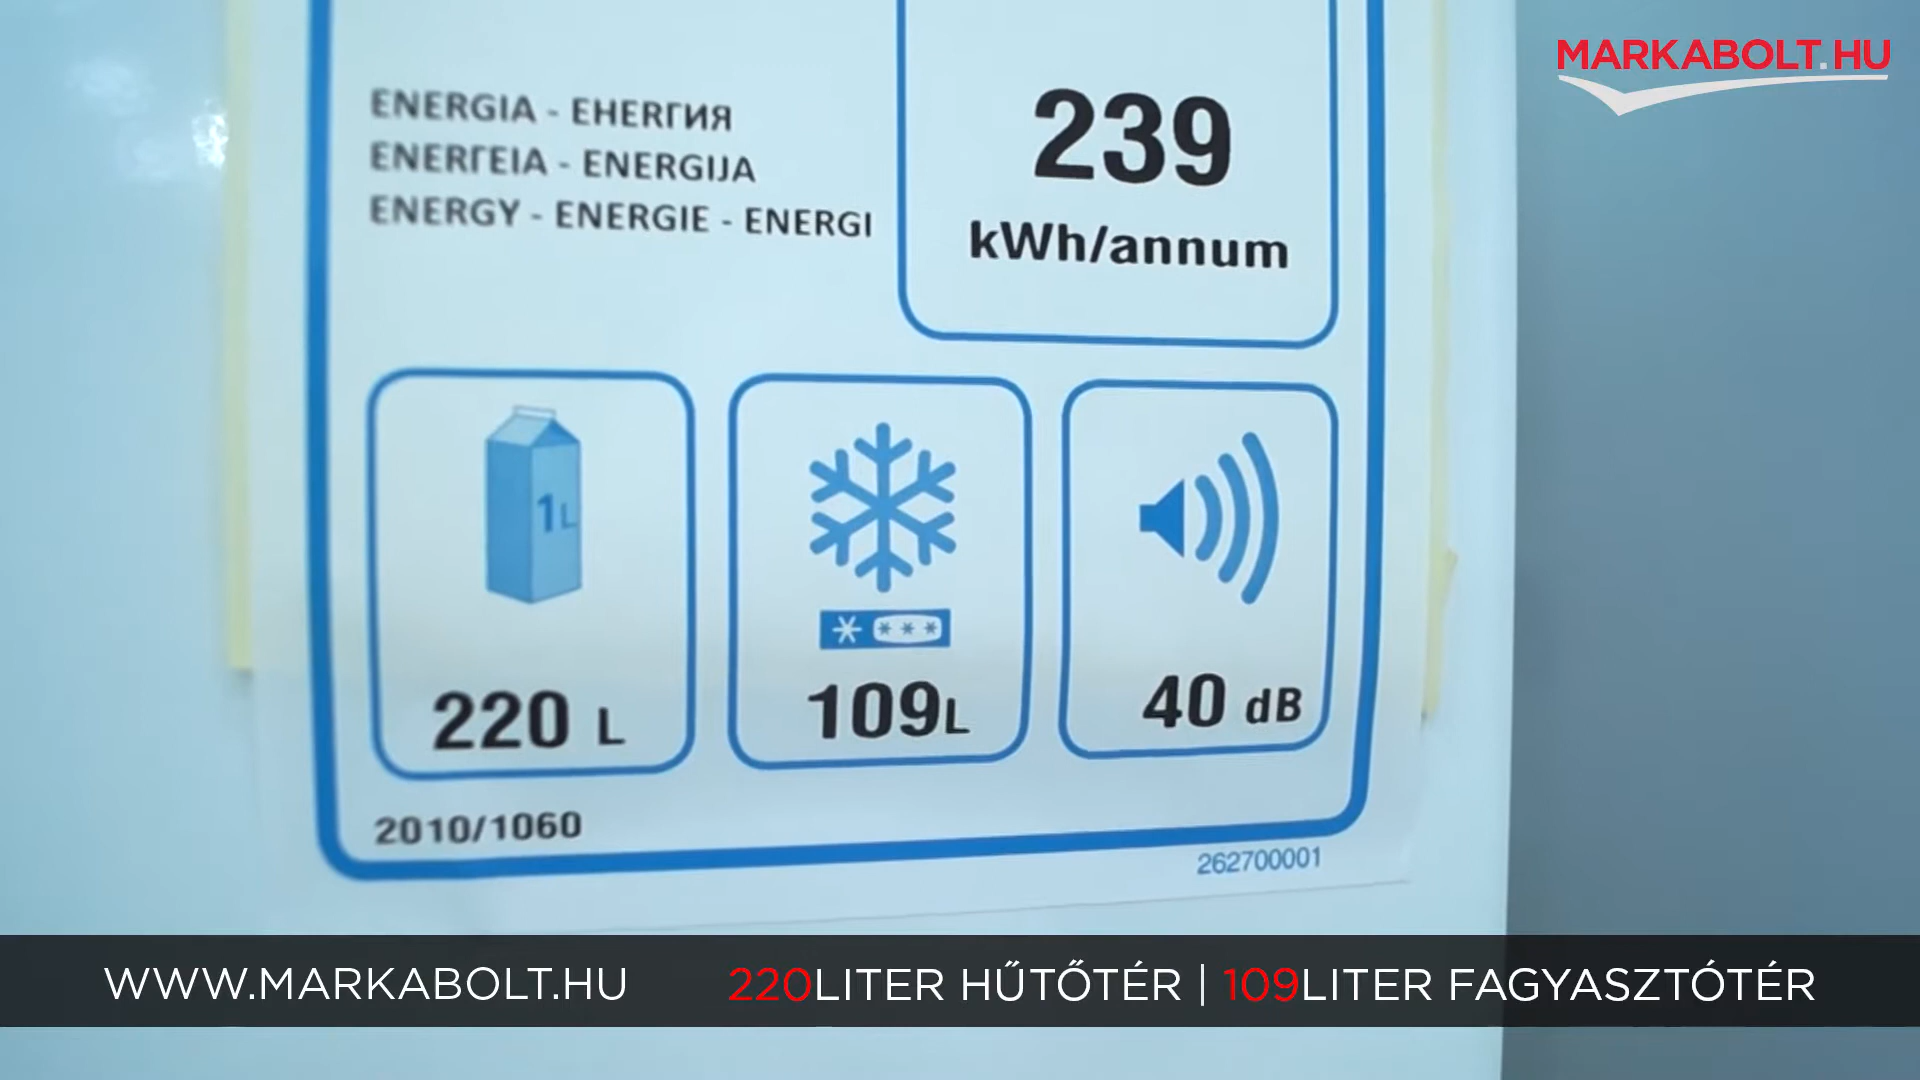 MARKABOLT.HU
239
kWh/annum
ENERGIA - ЕНЕРГИЯ
ΕΝΕΡΓΕΙΑ - ENERGIJA
ENERGY - ENERGIE - ENERGI
1L
220 L
109L
40 dB
2010/1060
262700001
WWW.MARKABOLT.HU
220LITER HŰTŐTÉR | 109LITER FAGYASZTÓTÉR